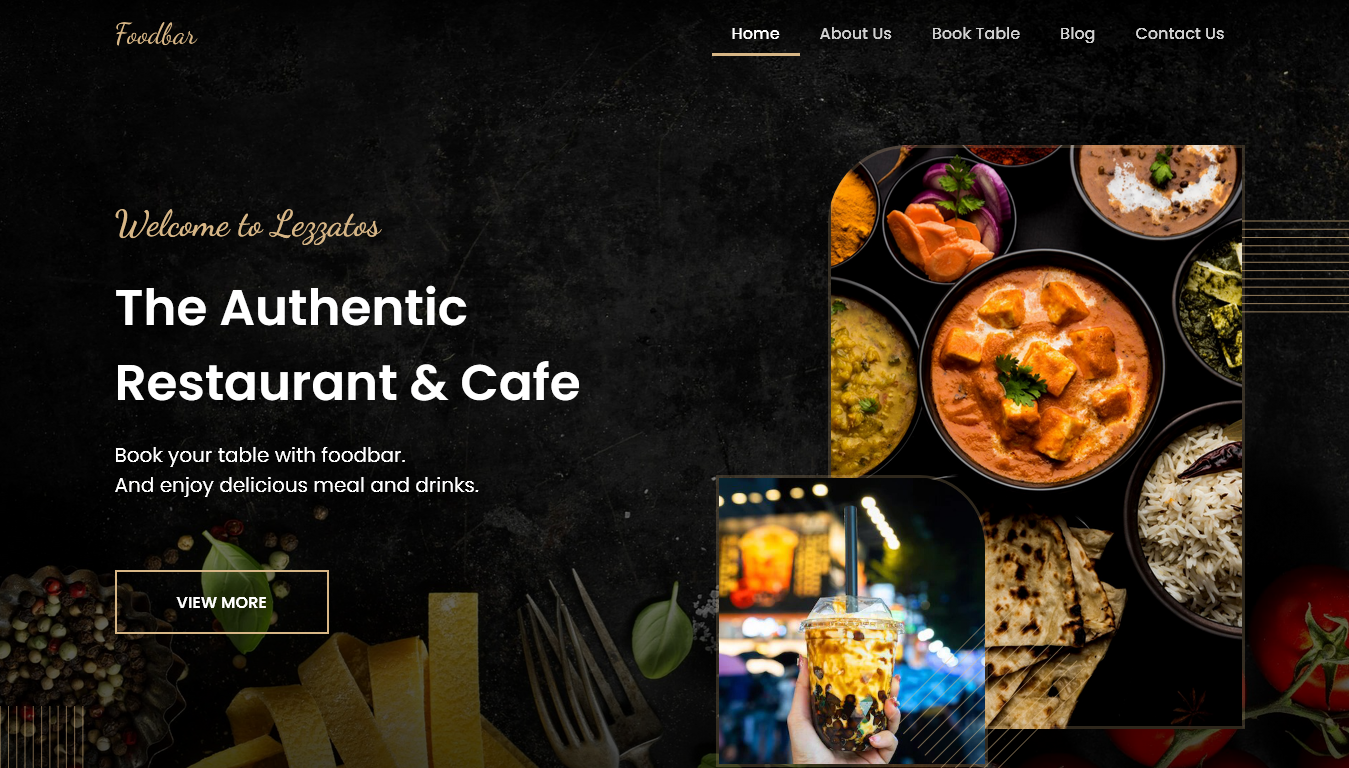 Foodbar
Home About Us Book Table Blog Contact Us
Welcome to Lezzatos
The Authentic
Restaurant & Cafe
Book your table with foodbar.
And enjoy delicious meal and drinks.
VIEW MORE